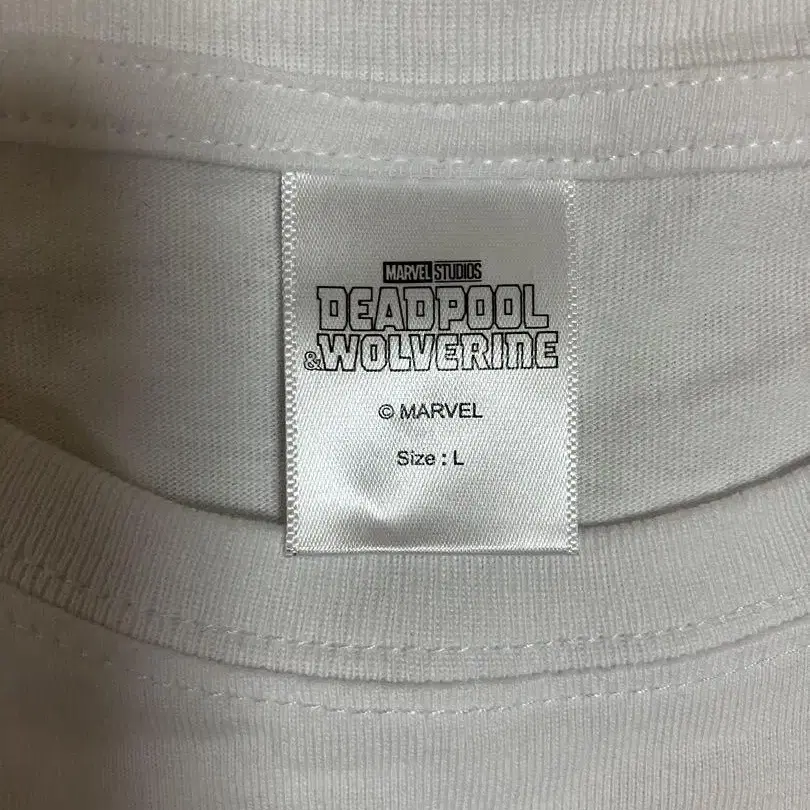 MARVEL STUDIOS
DEADPOOL
&WOLVERINE
© MARVEL
Size : L